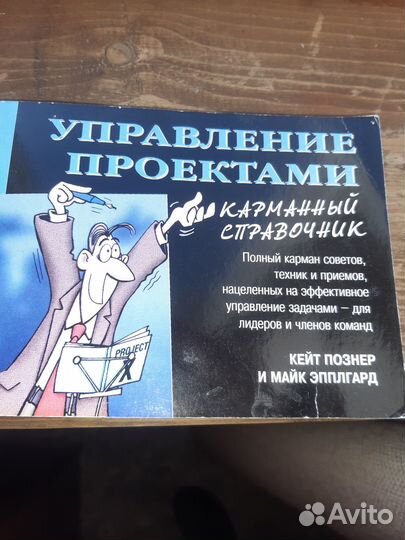 УПРАВЛЕНИЕ
ПРОЕКТАМИ
КАРМАННЫЙ
СПРАВОЧНИК
Полный карман советов,
техник и приемов,
нацеленных на эффективное
управление задачами – для
лидеров и членов команд
PROJECT X
КЕЙТ ПОЗНЕР
И МАЙК ЭППЛГАРД
Avito